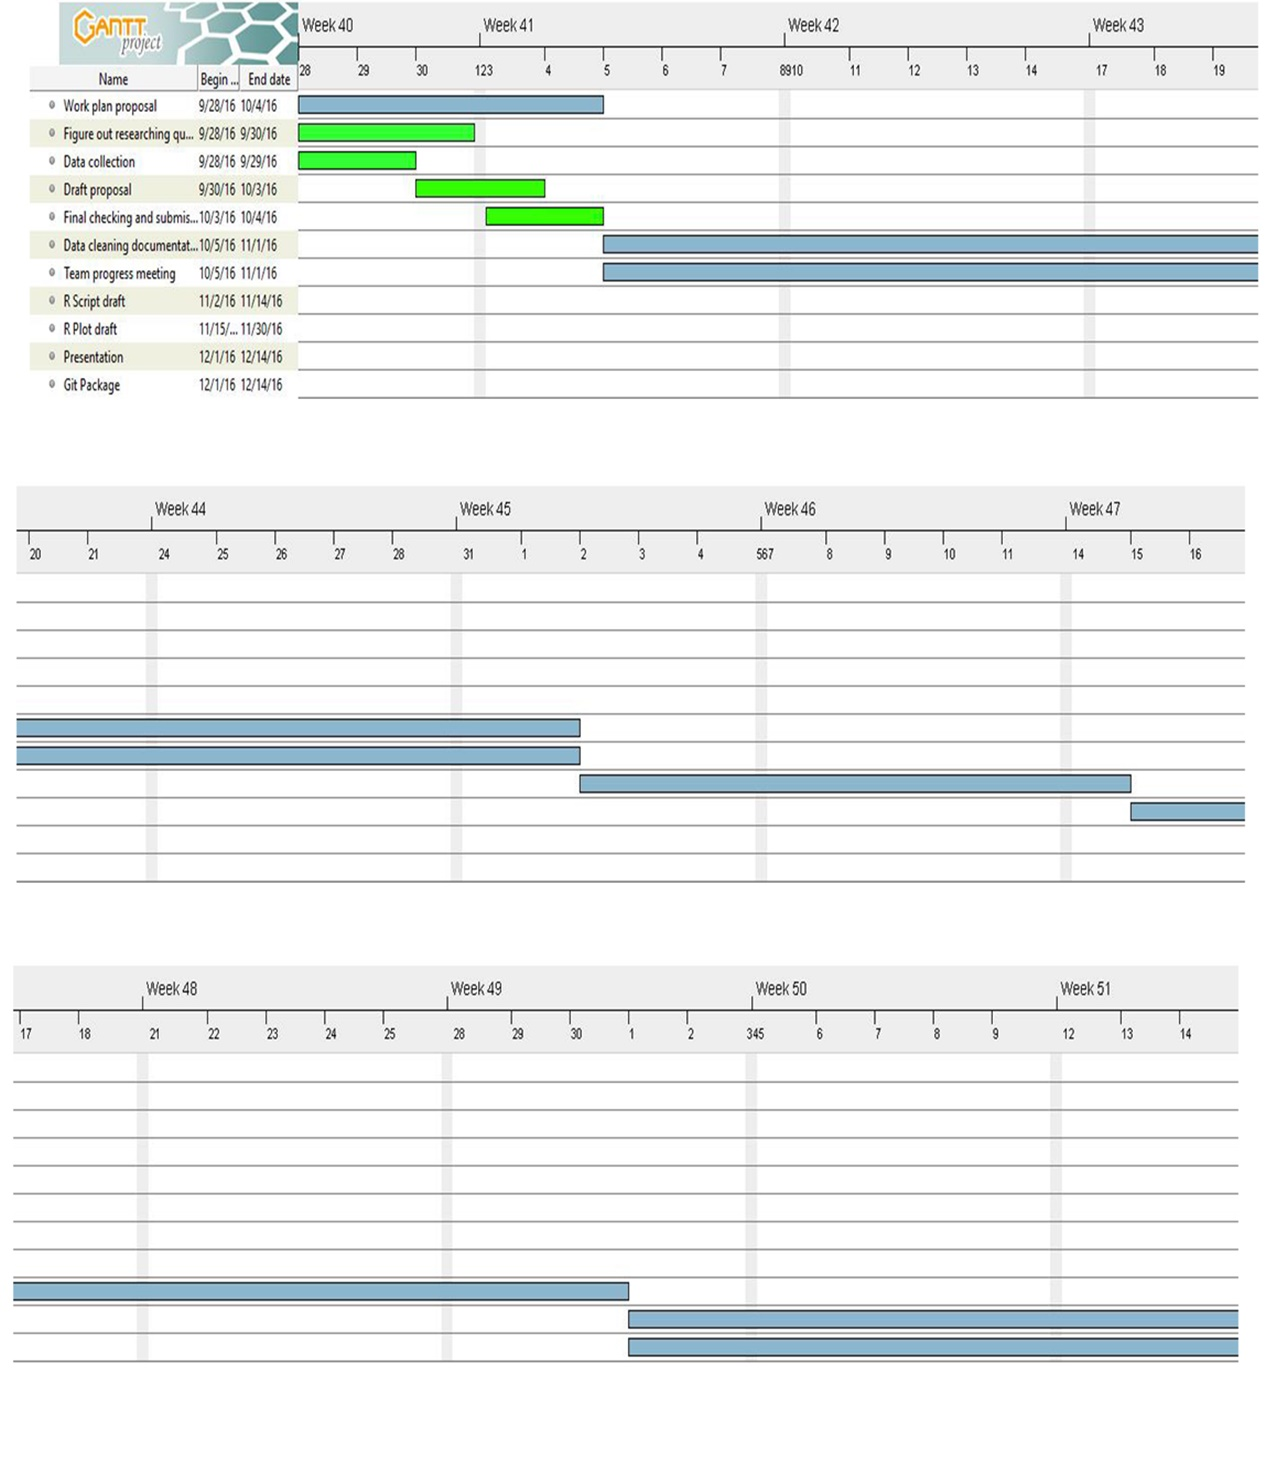 GANTT
project
Week 40 Week 41 Week 42 Week 43
28 29 30 123 4 5 6 7 8910 11 12 13 14 17 18 19
Name Begin ... End date
Work plan proposal 9/28/16 10/4/16
Figure out researching qu... 9/28/16 9/30/16
Data collection 9/28/16 9/29/16
Draft proposal 9/30/16 10/3/16
Final checking and submis... 10/3/16 10/4/16
Data cleaning documentat... 10/5/16 11/1/16
Team progress meeting 10/5/16 11/1/16
R Script draft 11/2/16 11/14/16
R Plot draft 11/15/... 11/30/16
Presentation 12/1/16 12/14/16
Git Package 12/1/16 12/14/16
Week 44 Week 45 Week 46 Week 47
20 21 24 25 26 27 28 31 1 2 3 4 567 8 9 10 11 14 15 16
Week 48 Week 49 Week 50 Week 51
17 18 21 22 23 24 25 28 29 30 1 2 345 6 7 8 9 12 13 14